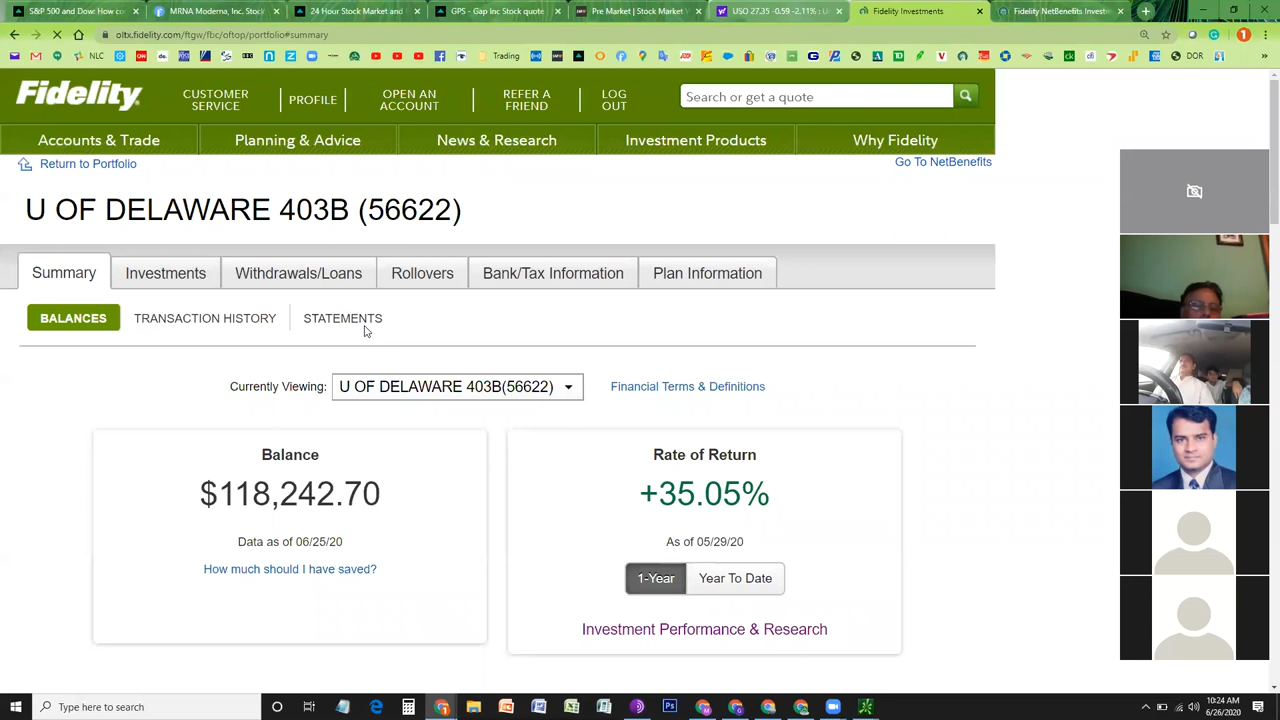 S&P 500 and Dow: How co
MRNA Moderna, Inc. Stock
24 Hour Stock Market and
GPS - Gap Inc Stock quote
Pre Market | Stock Market
USO 27.35 -0.59 -2.11% : U
Fidelity Investments
Fidelity NetBenefits Investm
oltx.fidelity.com/ftgw/fbc/oftop/portfolio#summary
NLC
Trading
DOR
Fidelity
CUSTOMER SERVICE
PROFILE
OPEN AN ACCOUNT
REFER A FRIEND
LOG OUT
Search or get a quote
Accounts & Trade
Planning & Advice
News & Research
Investment Products
Why Fidelity
Return to Portfolio
Go To NetBenefits
U OF DELAWARE 403B (56622)
Summary
Investments
Withdrawals/Loans
Rollovers
Bank/Tax Information
Plan Information
BALANCES
TRANSACTION HISTORY
STATEMENTS
Currently Viewing:
U OF DELAWARE 403B(56622)
Financial Terms & Definitions
Balance
$118,242.70
Data as of 06/25/20
How much should I have saved?
Rate of Return
+35.05%
As of 05/29/20
1-Year
Year To Date
Investment Performance & Research
Type here to search
10:24 AM
6/26/2020